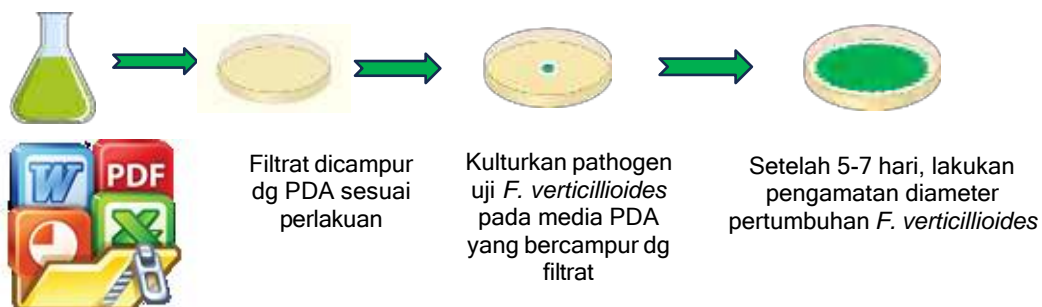 W
PDF
X
Filtrat dicampur
dg PDA sesuai
perlakuan
Kulturkan pathogen
uji F. verticillioides
pada media PDA
yang bercampur dg
filtrat
Setelah 5-7 hari, lakukan
pengamatan diameter
pertumbuhan F. verticillioides